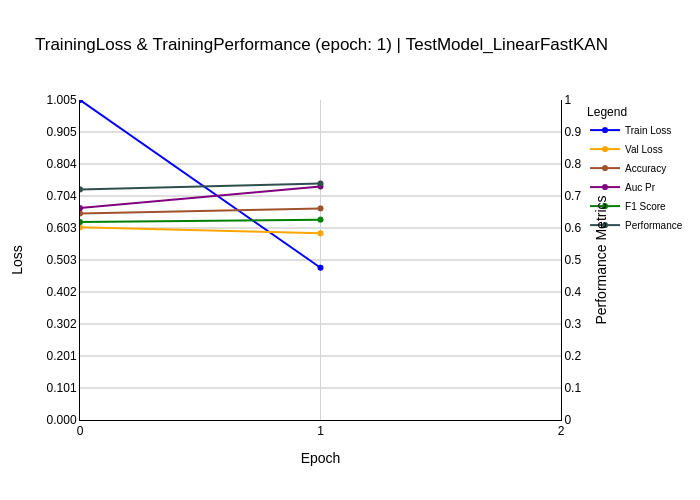 TrainingLoss & TrainingPerformance (epoch: 1) | TestModel_LinearFastKAN
1.005
0.905
0.804
0.704
0.603
0.503
0.402
0.302
0.201
0.101
0.000
Loss
0
1
2
Epoch
1
0.9
0.8
0.7
0.6
0.5
0.4
0.3
0.2
0.1
0
Performance Metrics
Legend
Train Loss
Val Loss
Accuracy
Auc Pr
F1 Score
Performance